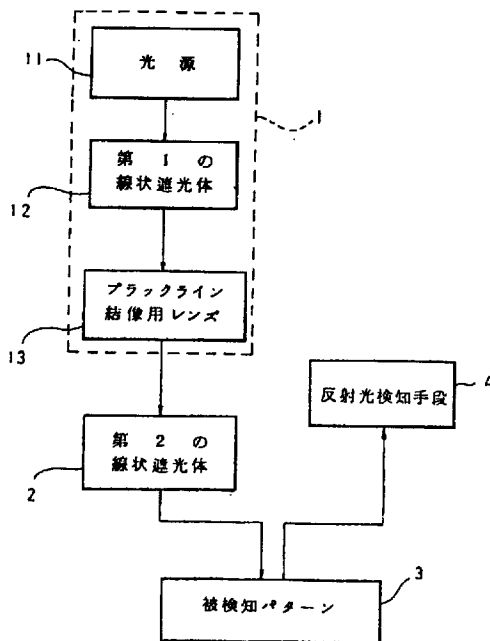 11
光源
1
第1の
線状遮光体
12
ブラックライン
結像用レンズ
13
4
反射光検知手段
第2の
線状遮光体
2
3
被検知パターン